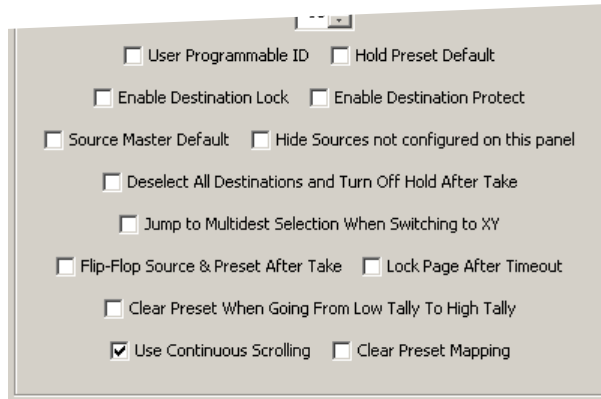 User Programmable ID Hold Preset Default
Enable Destination Lock Enable Destination Protect
Source Master Default Hide Sources not configured on this panel
Deselect All Destinations and Turn Off Hold After Take
Jump to Multidest Selection When Switching to XY
Flip-Flop Source & Preset After Take Lock Page After Timeout
Clear Preset When Going From Low Tally To High Tally
Use Continuous Scrolling Clear Preset Mapping